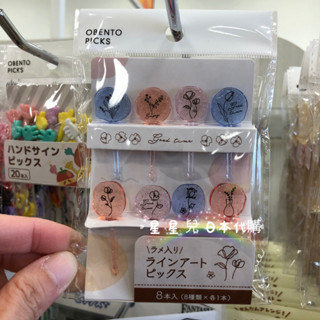 OBENTO
PICKS
ハンドサイン
ピックス
20本入
OBENTO
PICKS
Good time
星星兒日本代購
ラメ入り
ラインアート
ピックス
8本入(8種類×各1本)